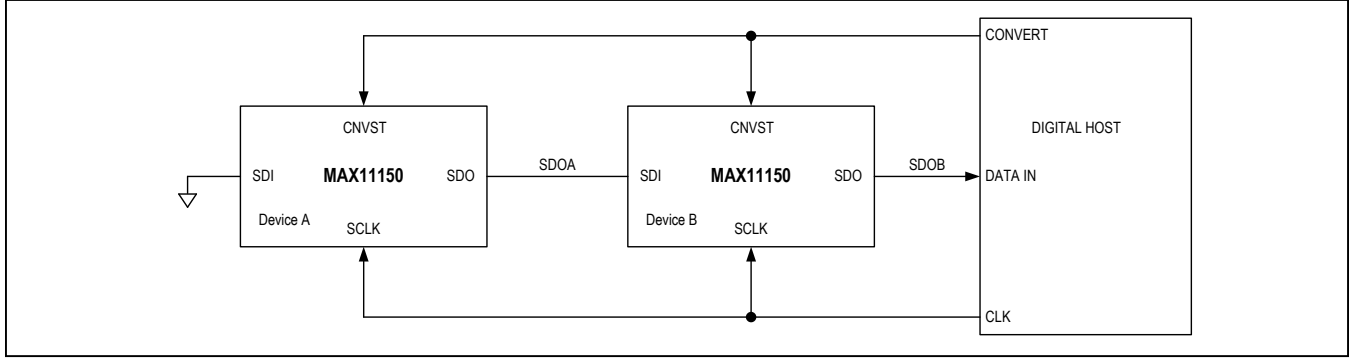 CONVERT
CNVST
CNVST
DIGITAL HOST
SDI
MAX11150
SDO
SDOA
SDI
MAX11150
SDO
SDOB
DATA IN
Device A
SCLK
Device B
SCLK
CLK